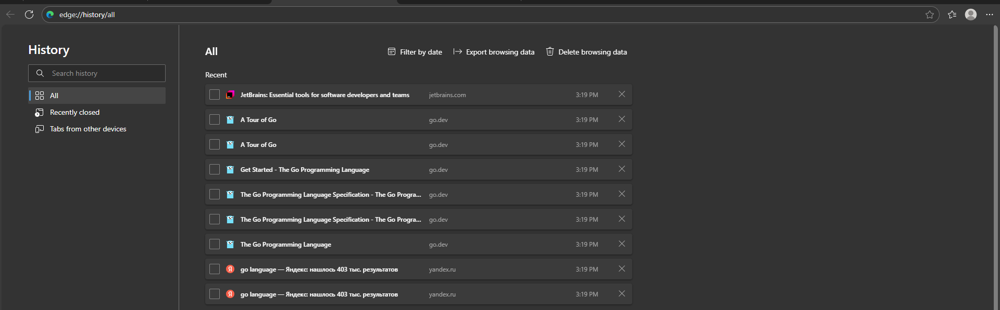 edge://history/all
History
Search history
All
Recently closed
Tabs from other devices
All
Filter by date
Export browsing data
Delete browsing data
Recent
JetBrains: Essential tools for software developers and teams jetbrains.com 3:19 PM
A Tour of Go go.dev 3:19 PM
A Tour of Go go.dev 3:19 PM
Get Started - The Go Programming Language go.dev 3:19 PM
The Go Programming Language Specification - The Go Progra... go.dev 3:19 PM
The Go Programming Language Specification - The Go Progra... go.dev 3:19 PM
The Go Programming Language go.dev 3:19 PM
Я go language — Яндекс: нашлось 403 тыс. результатов yandex.ru 3:19 PM
Я go language — Яндекс: нашлось 403 тыс. результатов yandex.ru 3:19 PM